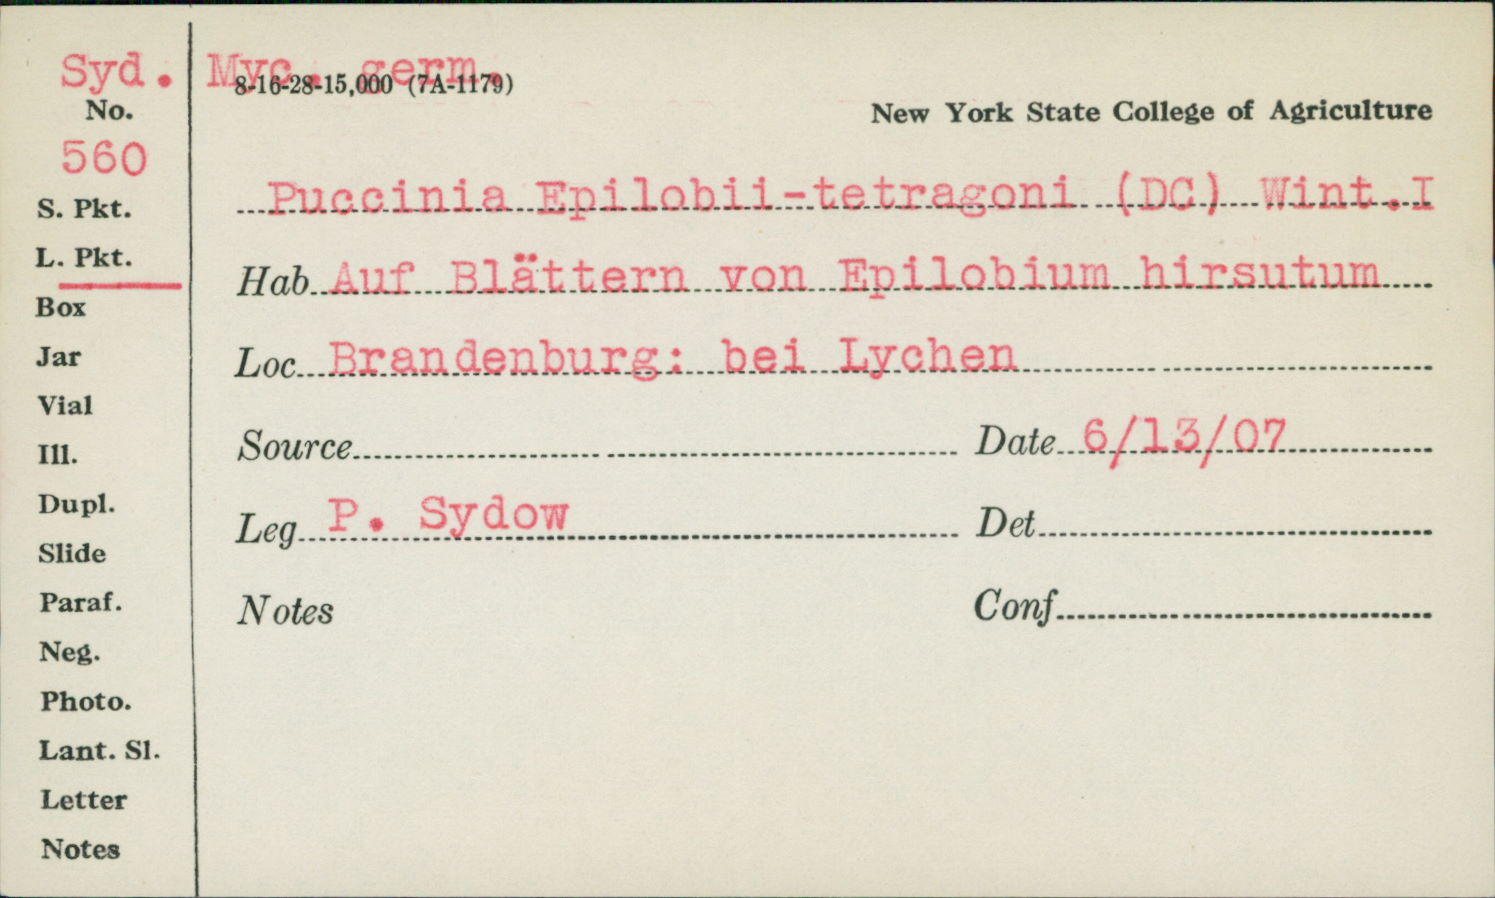 Syd. Myc. germ.
8-16-28-15,000 (7A-1179)
No.
New York State College of Agriculture
560
Puccinia Epilobii-tetragoni (DC) Wint.I
S. Pkt.
L. Pkt.
Hab Auf Blättern von Epilobium hirsutum
Box
Jar
Loc Brandenburg: bei Lychen
Vial
Ill.
Source Date 6/13/07
Dupl.
Leg P. Sydow Det
Slide
Paraf.
Notes Conf
Neg.
Photo.
Lant. Sl.
Letter
Notes